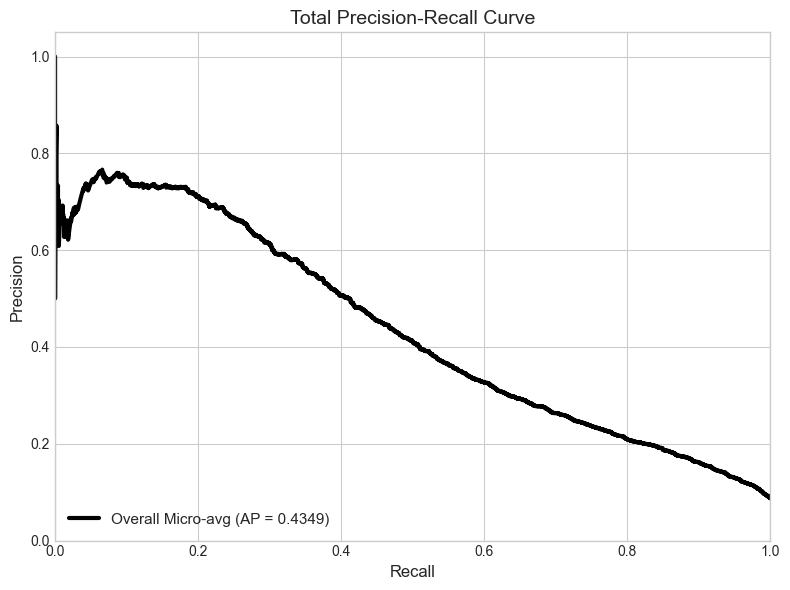 Total Precision-Recall Curve
Precision
1.0
0.8
0.6
0.4
0.2
0.0
Overall Micro-avg (AP = 0.4349)
0.0 0.2 0.4 0.6 0.8 1.0
Recall